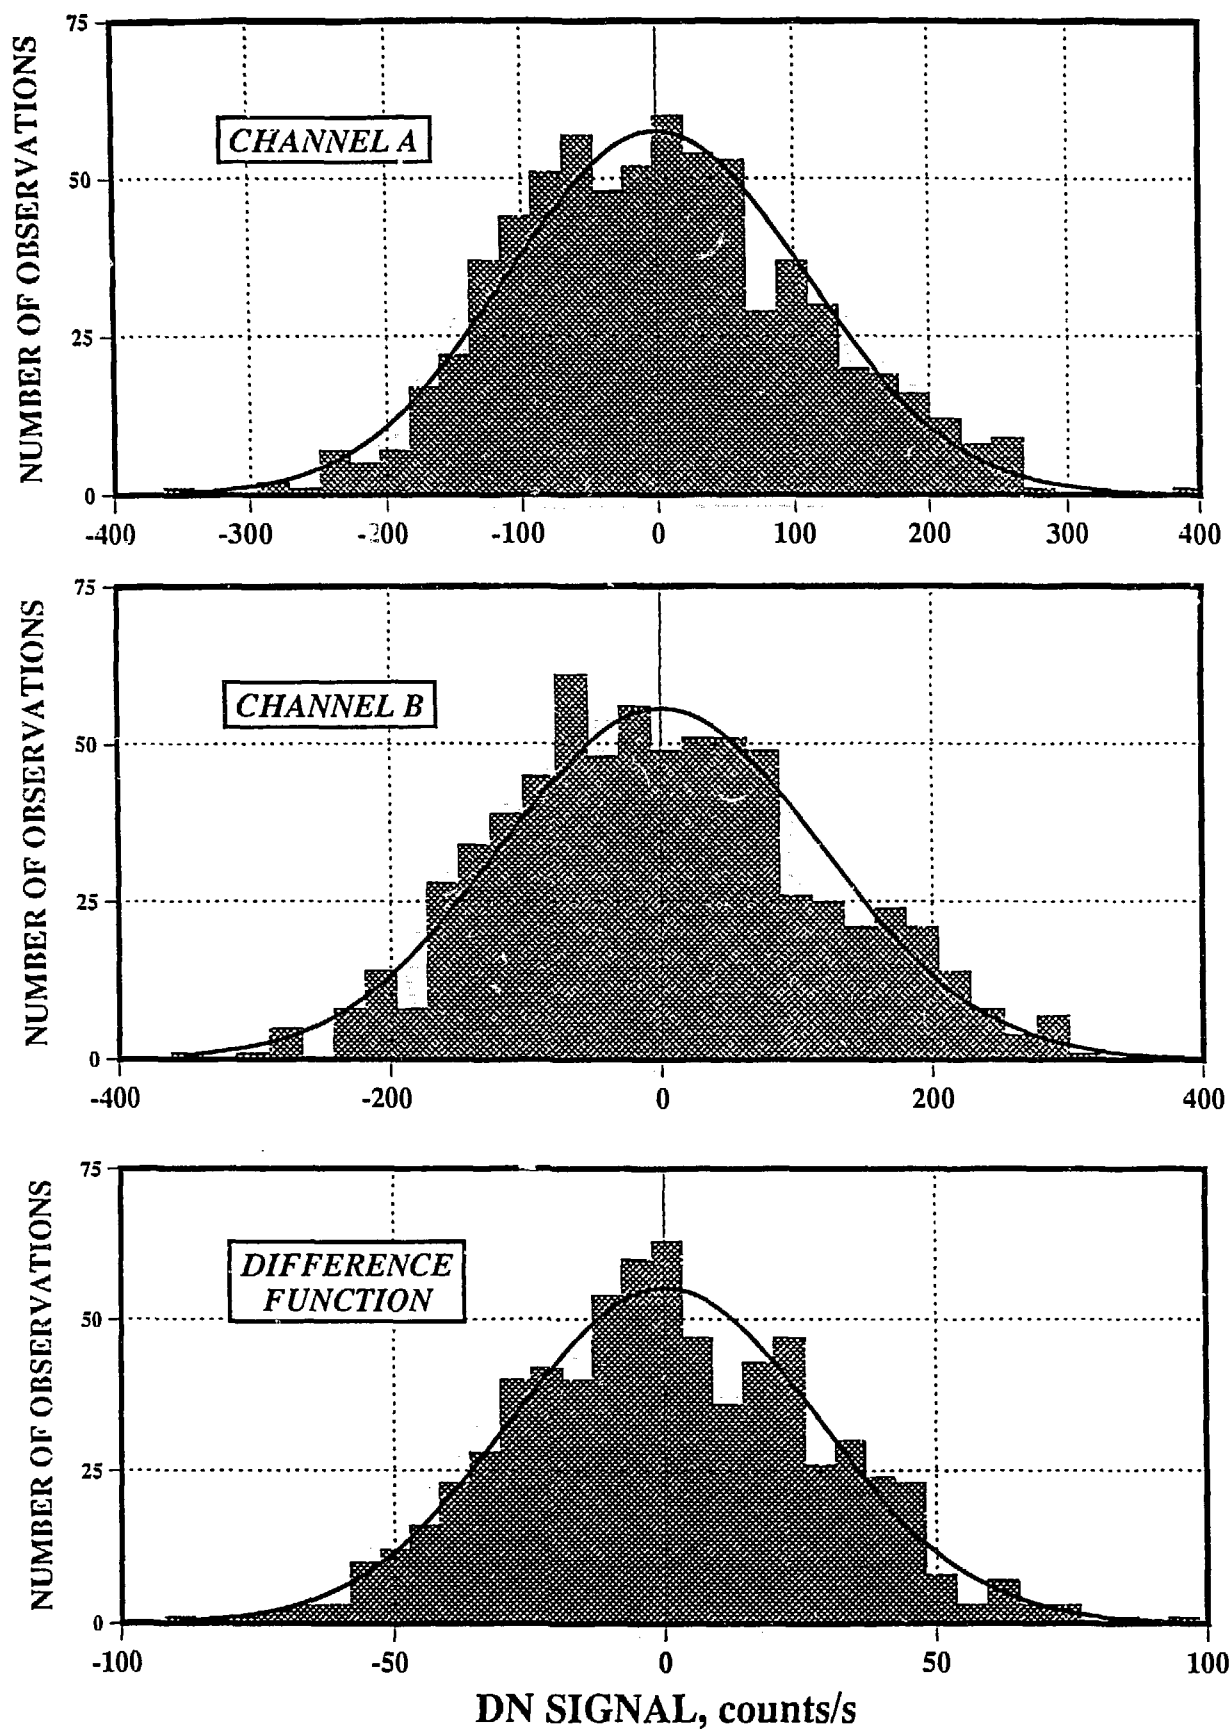 NUMBER OF OBSERVATIONS
75
50
25
0
CHANNEL A
-400 -300 -200 -100 0 100 200 300 400
NUMBER OF OBSERVATIONS
75
50
25
0
CHANNEL B
-400 -200 0 200 400
NUMBER OF OBSERVATIONS
75
50
25
0
DIFFERENCE
FUNCTION
-100 -50 0 50 100
DN SIGNAL, counts/s